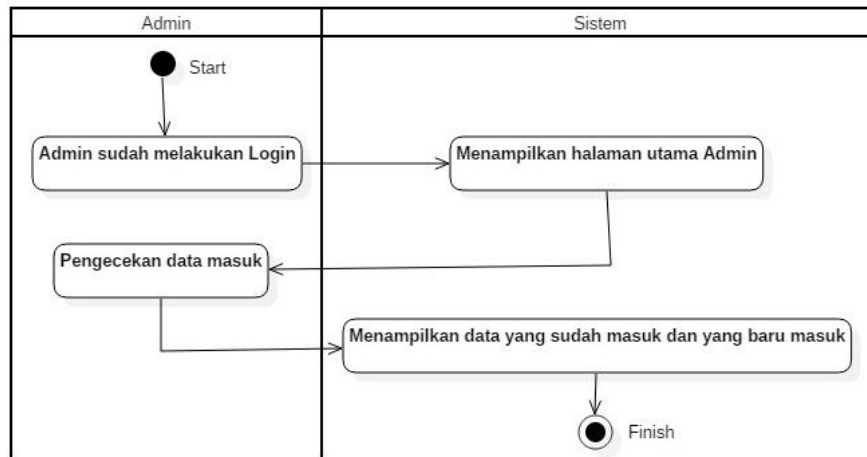 Admin
Sistem
Start
Admin sudah melakukan Login
Menampilkan halaman utama Admin
Pengecekan data masuk
Menampilkan data yang sudah masuk dan yang baru masuk
Finish